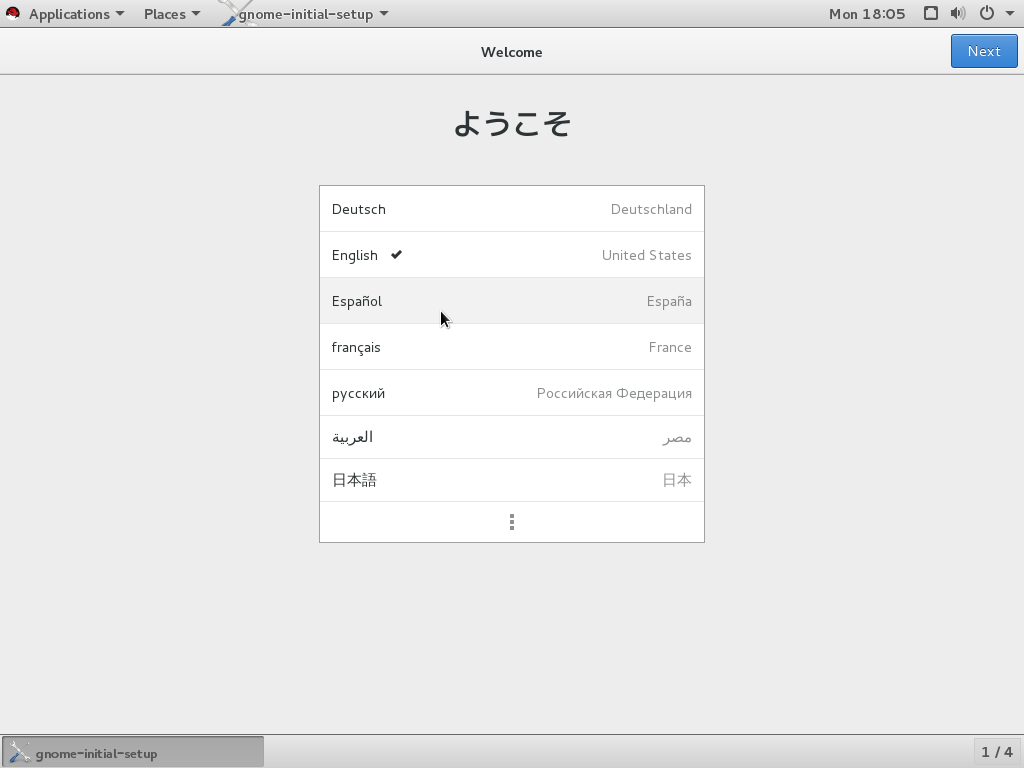 Applications Places gnome-initial-setup Mon 18:05
Welcome Next
ようこそ
Deutsch Deutschland
English United States
Español España
français France
русский Российская Федерация
العربية مصر
日本語 日本
gnome-initial-setup 1 / 4